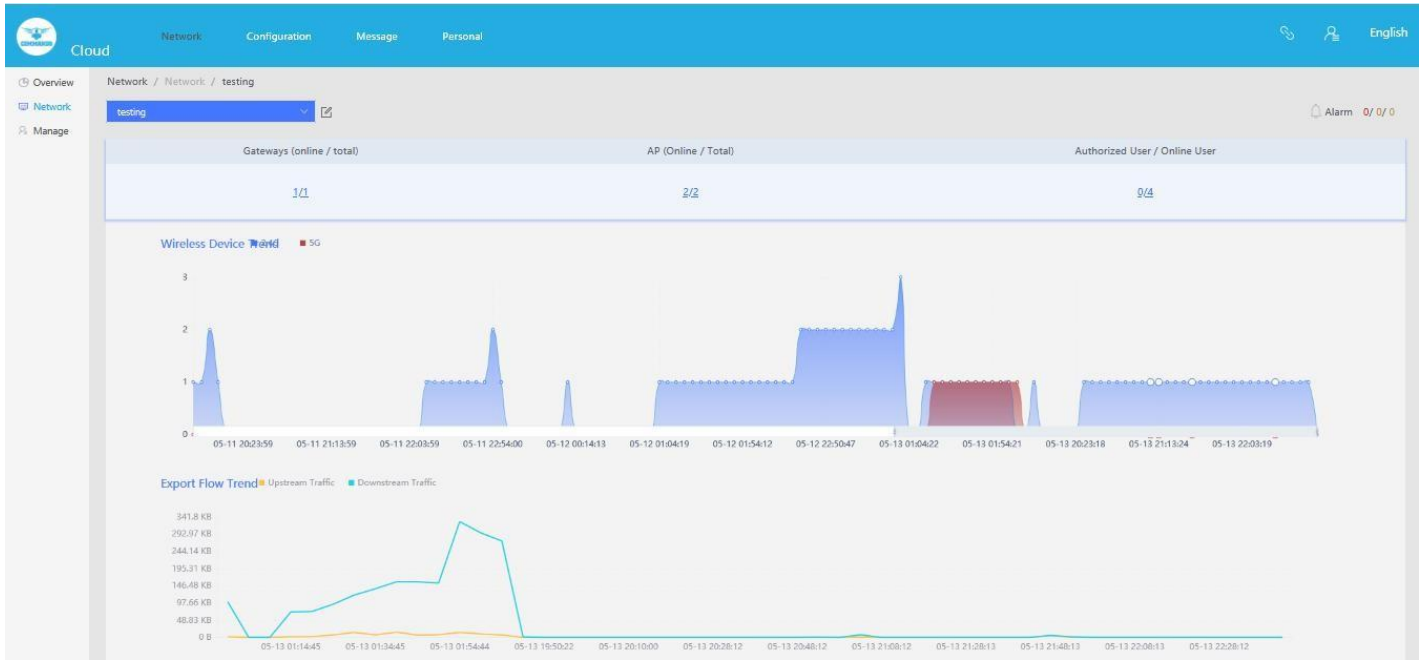 Cloud
Network Configuration Message Personal English
Overview
Network
Manage
Network / Network / testing
testing
Alarm 0/ 0/ 0
Gateways (online / total) AP (Online / Total) Authorized User / Online User
1/1 2/2 0/4
Wireless Device Trend 5G
3
2
1
0
05-11 20:23:59 05-11 21:13:59 05-11 22:03:59 05-11 22:54:00 05-12 00:14:13 05-12 01:04:19 05-12 01:54:12 05-12 22:50:47 05-13 01:04:22 05-13 01:54:21 05-13 20:23:18 05-13 21:13:24 05-13 22:03:19
Export Flow Trend Upstream Traffic Downstream Traffic
341.8 KB
292.97 KB
244.14 KB
195.31 KB
146.48 KB
97.66 KB
48.83 KB
0 B
05-13 01:14:45 05-13 01:34:45 05-13 01:54:44 05-13 19:50:22 05-13 20:10:00 05-13 20:28:12 05-13 20:48:12 05-13 21:08:12 05-13 21:28:13 05-13 21:48:13 05-13 22:08:13 05-13 22:28:12